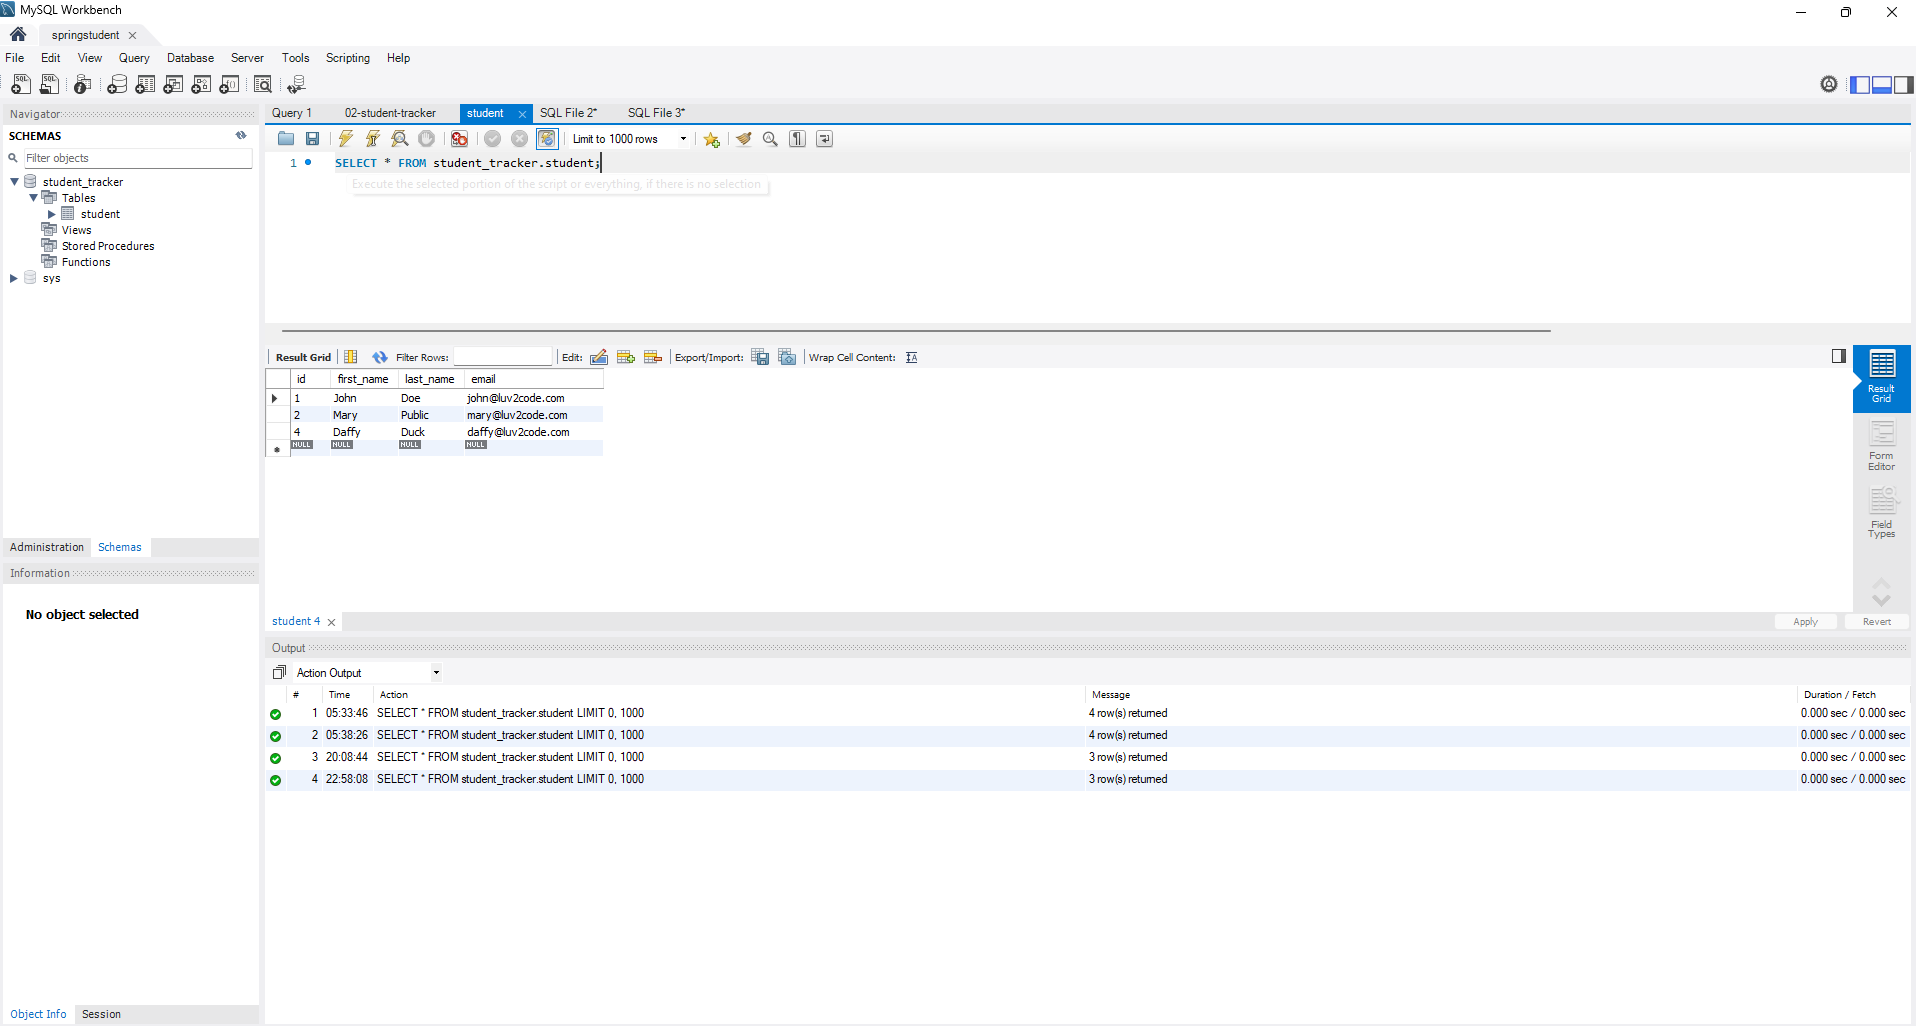 MySQL Workbench
springstudent
File Edit View Query Database Server Tools Scripting Help
Navigator
SCHEMAS
Filter objects
student_tracker
Tables
student
Views
Stored Procedures
Functions
sys
Administration Schemas
Information
No object selected
Object Info Session
Query 1 02-student-tracker student SQL File 2* SQL File 3*
Limit to 1000 rows
1 SELECT * FROM student_tracker.student;
Execute the selected portion of the script or everything, if there is no selection
Result Grid Filter Rows: Edit: Export/Import: Wrap Cell Content:
id first_name last_name email
1 John Doe john@luv2code.com
2 Mary Public mary@luv2code.com
4 Daffy Duck daffy@luv2code.com
NULL NULL NULL NULL
Result
Grid
Form
Editor
Field
Types
student 4
Apply Revert
Output
Action Output
# Time Action Message Duration / Fetch
1 05:33:46 SELECT * FROM student_tracker.student LIMIT 0, 1000 4 row(s) returned 0.000 sec / 0.000 sec
2 05:38:26 SELECT * FROM student_tracker.student LIMIT 0, 1000 4 row(s) returned 0.000 sec / 0.000 sec
3 20:08:44 SELECT * FROM student_tracker.student LIMIT 0, 1000 3 row(s) returned 0.000 sec / 0.000 sec
4 22:58:08 SELECT * FROM student_tracker.student LIMIT 0, 1000 3 row(s) returned 0.000 sec / 0.000 sec